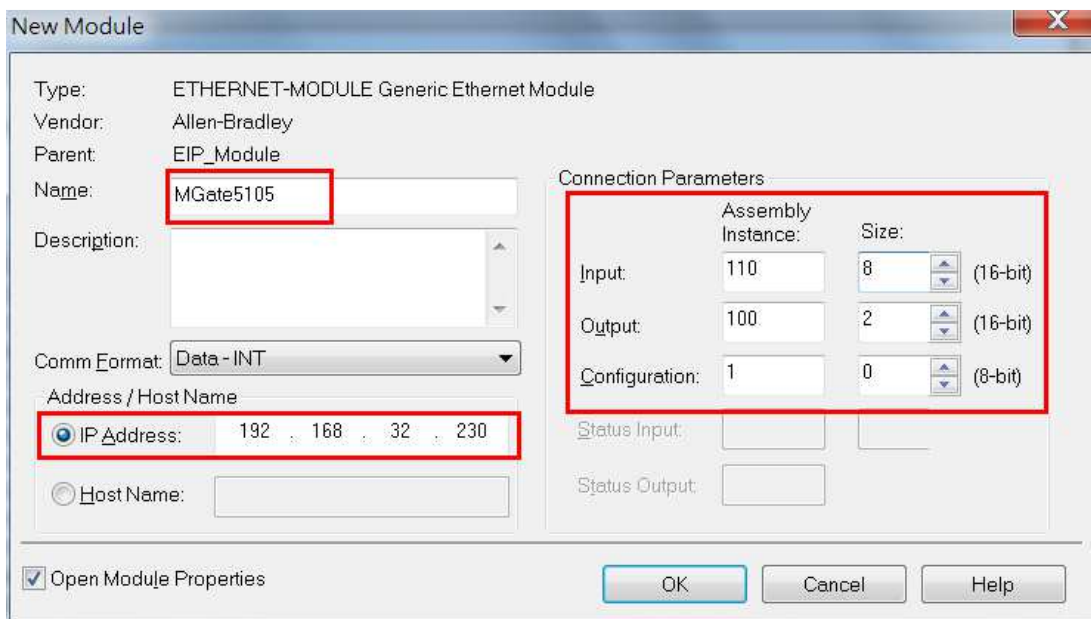 New Module
Type: ETHERNET-MODULE Generic Ethernet Module
Vendor: Allen-Bradley
Parent: EIP_Module
Name: MGate5105
Description:
Comm Format: Data - INT
Address / Host Name
IP Address: 192 . 168 . 32 . 230
Host Name:
Connection Parameters
Assembly
Instance: Size:
Input: 110 8 (16-bit)
Output: 100 2 (16-bit)
Configuration: 1 0 (8-bit)
Status Input:
Status Output:
Open Module Properties
OK Cancel Help